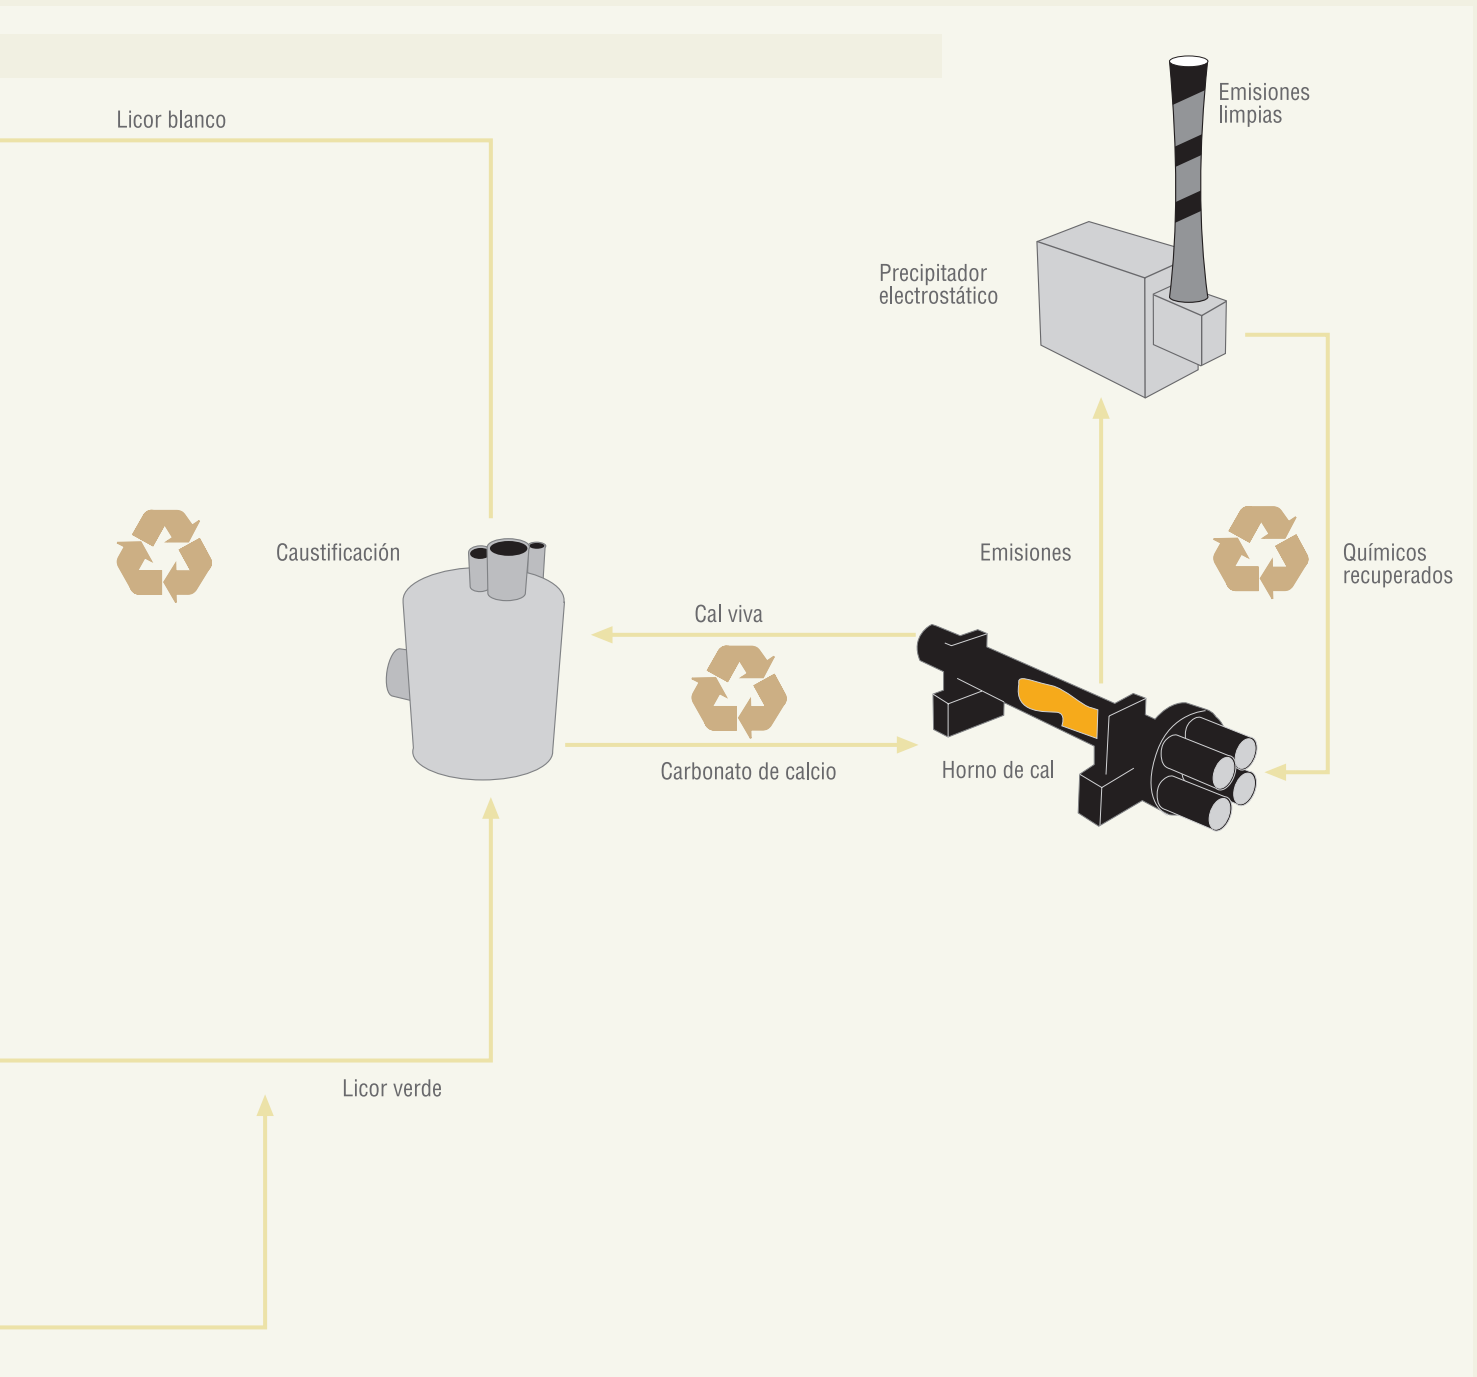 Licor blanco
Emisiones
limpias
Precipitador
electrostático
Caustificación
Emisiones
Químicos
recuperados
Cal viva
Carbonato de calcio
Horno de cal
Licor verde